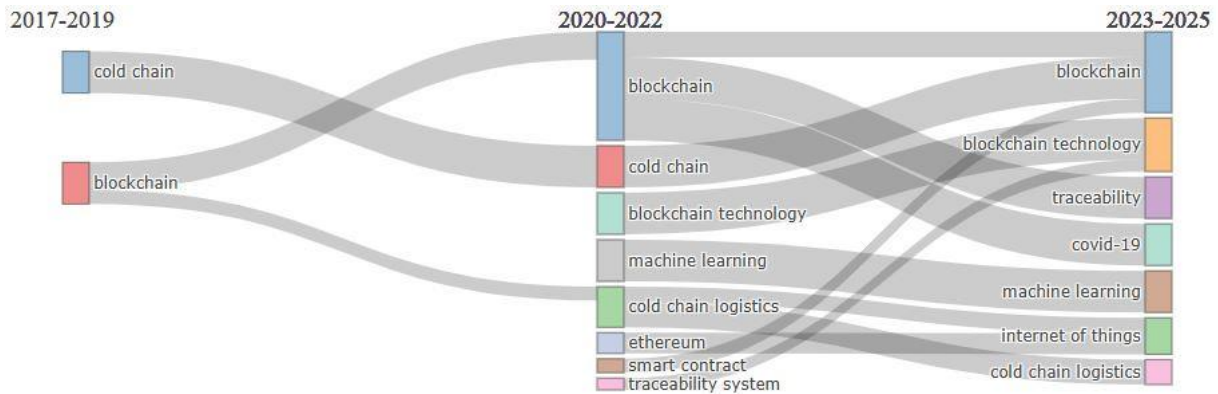 2017-2019
cold chain
blockchain
2020-2022
blockchain
cold chain
blockchain technology
machine learning
cold chain logistics
ethereum
smart contract
traceability system
2023-2025
blockchain
blockchain technology
traceability
covid-19
machine learning
internet of things
cold chain logistics